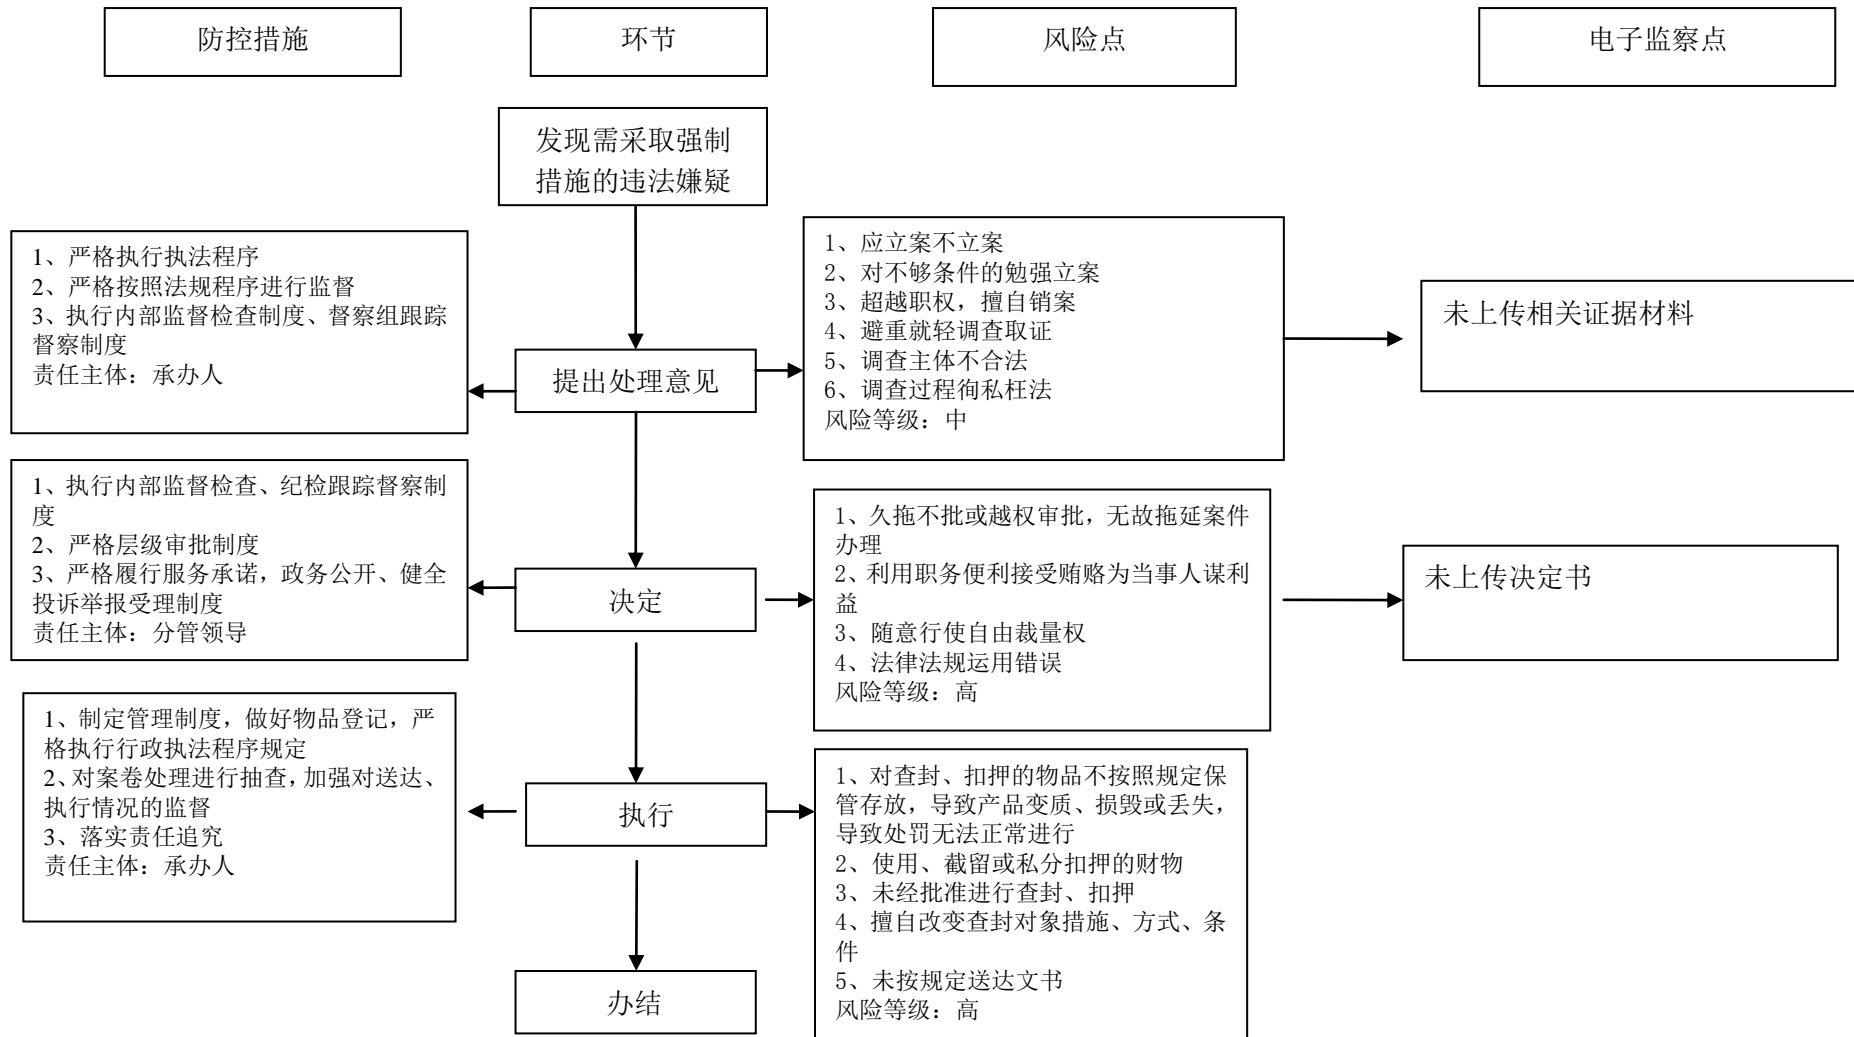 防控措施
环节
风险点
电子监察点
发现需采取强制
措施的违法嫌疑
1、严格执行执法程序
2、严格按照法规程序进行监督
3、执行内部监督检查制度、督察组跟踪
督察制度
责任主体：承办人
提出处理意见
1、应立案不立案
2、对不够条件的勉强立案
3、超越职权，擅自销案
4、避重就轻调查取证
5、调查主体不合法
6、调查过程徇私枉法
风险等级：中
未上传相关证据材料
1、执行内部监督检查、纪检跟踪督察制
度
2、严格层级审批制度
3、严格履行服务承诺，政务公开、健全
投诉举报受理制度
责任主体：分管领导
决定
1、久拖不批或越权审批，无故拖延案件
办理
2、利用职务便利接受贿赂为当事人谋利
益
3、随意行使自由裁量权
4、法律法规运用错误
风险等级：高
未上传决定书
1、制定管理制度，做好物品登记，严
格执行行政执法程序规定
2、对案卷处理进行抽查，加强对送达、
执行情况的监督
3、落实责任追究
责任主体：承办人
执行
1、对查封、扣押的物品不按照规定保
管存放，导致产品变质、损毁或丢失，
导致处罚无法正常进行
2、使用、截留或私分扣押的财物
3、未经批准进行查封、扣押
4、擅自改变查封对象措施、方式、条
件
5、未按规定送达文书
风险等级：高
办结